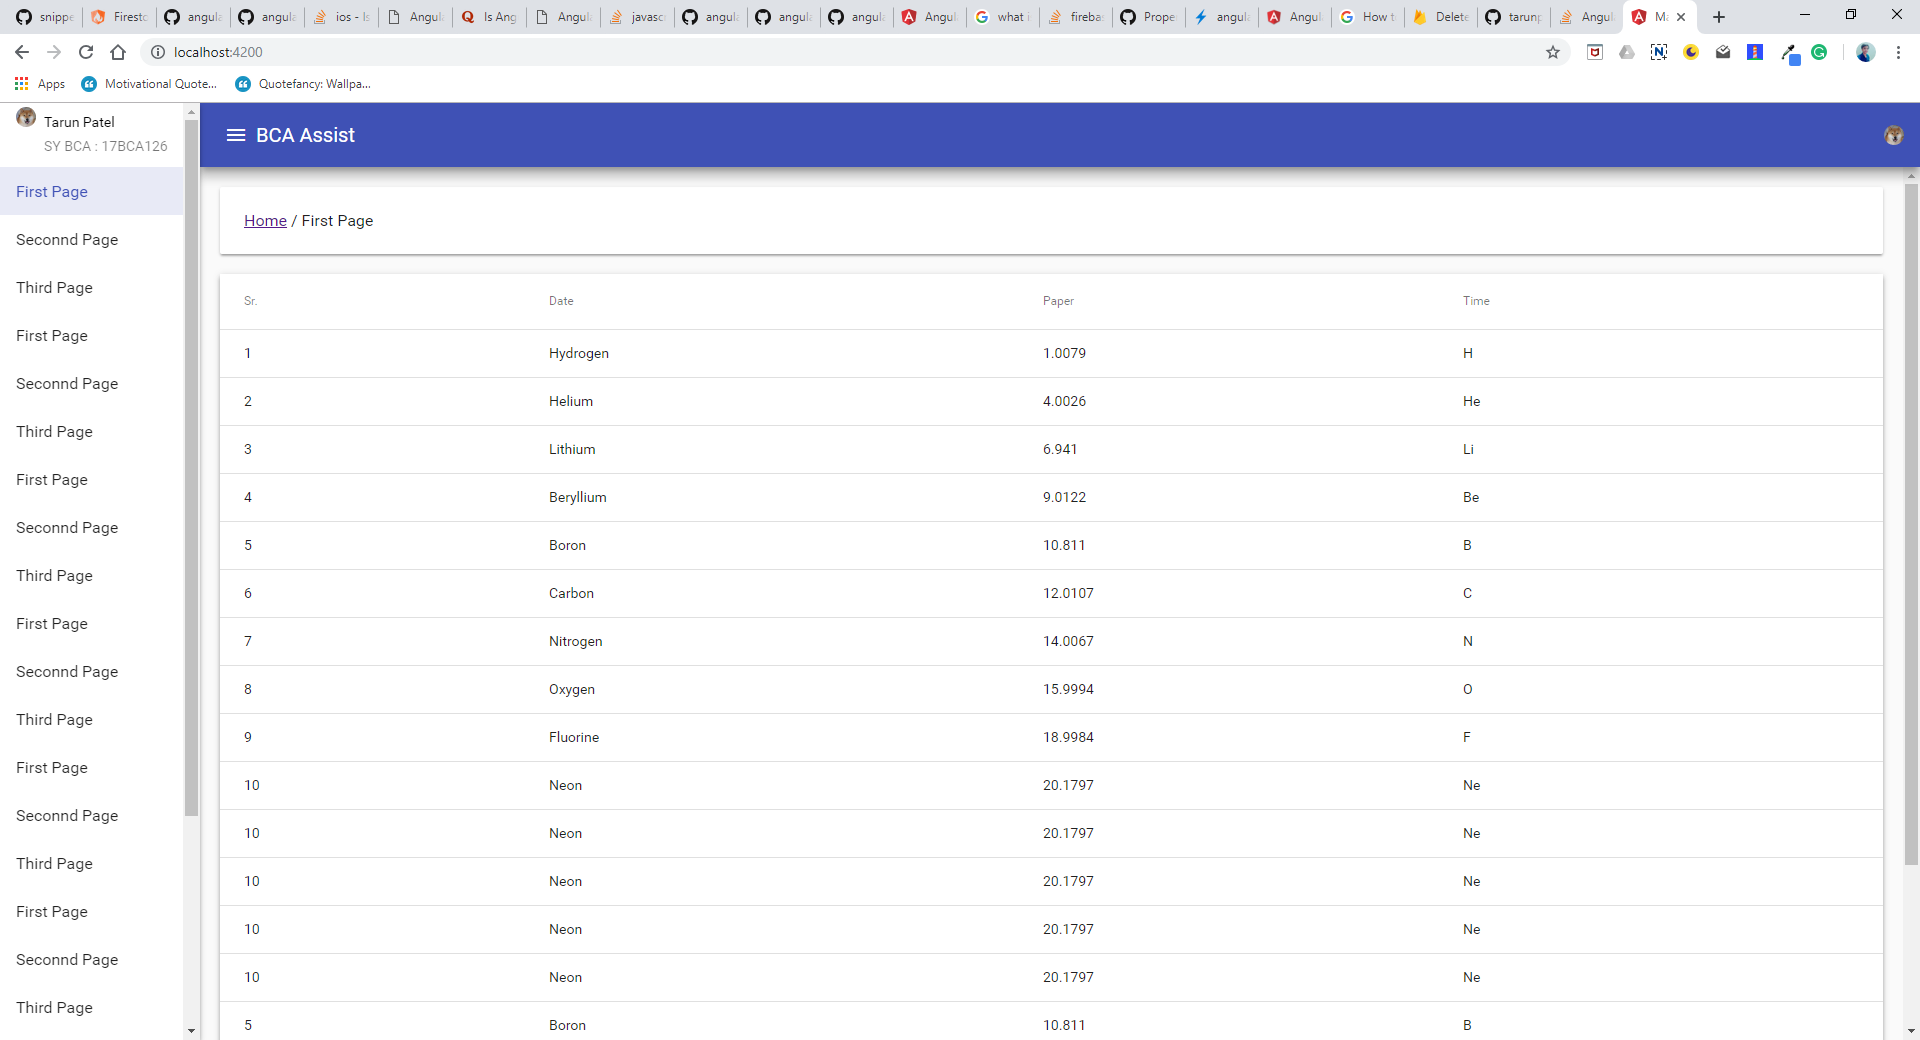 snippe Firesto angula angula ios - Is Angula Is Ang Angula javasc angula angula angula Angul what i fireba Prope angula Angul How t Delete tarunp Angul Ma
localhost:4200
Apps Motivational Quote... Quotefancy: Wallpa...
Tarun Patel
SY BCA : 17BCA126
First Page
Seconnd Page
Third Page
First Page
Seconnd Page
Third Page
First Page
Seconnd Page
Third Page
First Page
Seconnd Page
Third Page
First Page
Seconnd Page
Third Page
First Page
Seconnd Page
Third Page
BCA Assist
Home / First Page
Sr. Date Paper Time
1 Hydrogen 1.0079 H
2 Helium 4.0026 He
3 Lithium 6.941 Li
4 Beryllium 9.0122 Be
5 Boron 10.811 B
6 Carbon 12.0107 C
7 Nitrogen 14.0067 N
8 Oxygen 15.9994 O
9 Fluorine 18.9984 F
10 Neon 20.1797 Ne
10 Neon 20.1797 Ne
10 Neon 20.1797 Ne
10 Neon 20.1797 Ne
10 Neon 20.1797 Ne
5 Boron 10.811 B